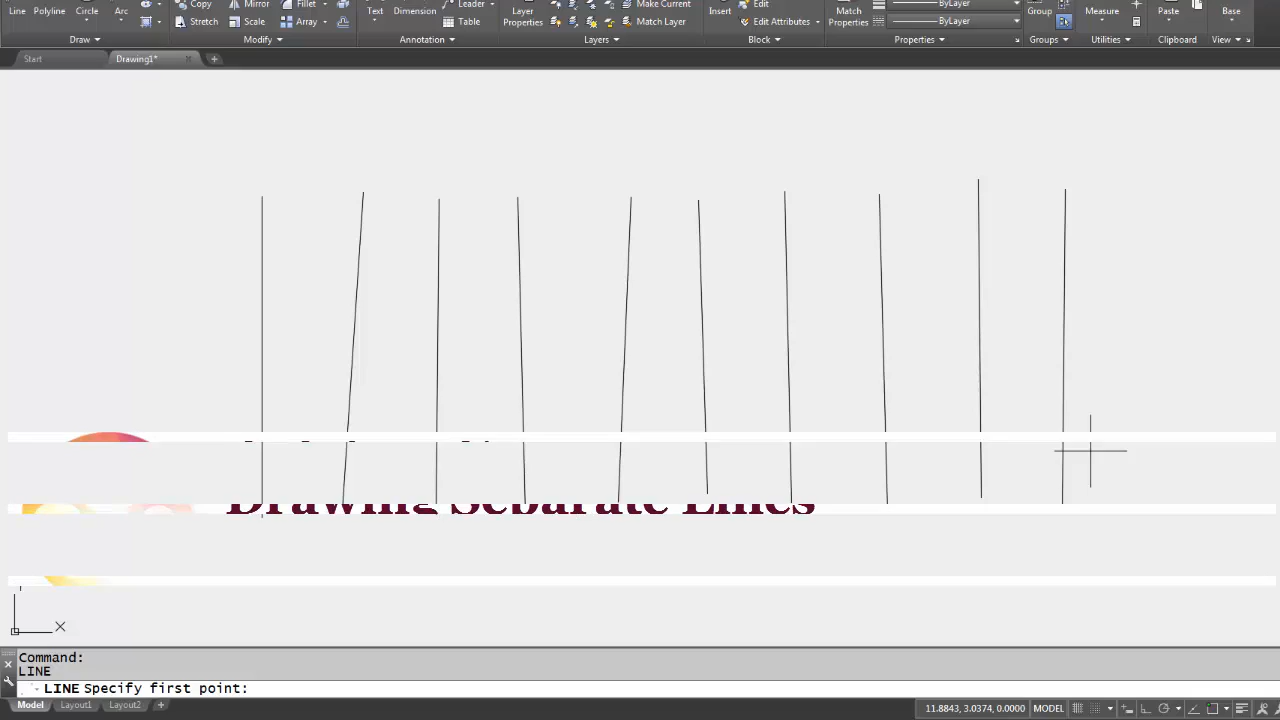 Line Polyline Circle Arc Copy Mirror Fillet Text Dimension Leader Layer Properties Make Current Insert Edit Match Properties ByLayer Group Measure Paste Base
Stretch Scale Array Table Match Layer Edit Attributes ByLayer
Draw Modify Annotation Layers Block Properties Groups Utilities Clipboard View
Start Drawing1*
Drawing Separate Lines
Command:
LINE
LINE Specify first point:
Model Layout1 Layout2 11.8843, 3.0374, 0.0000 MODEL